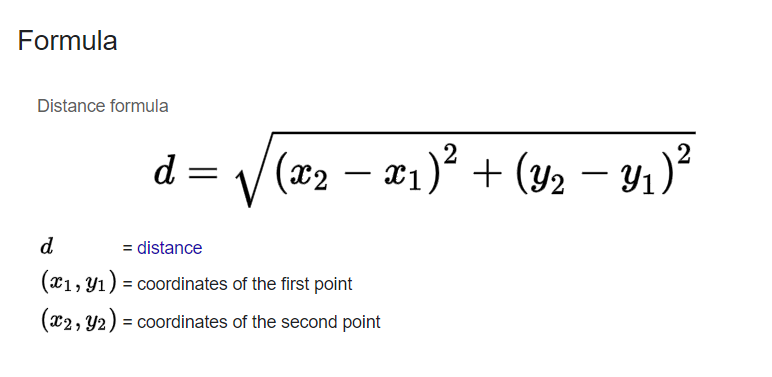 Formula
Distance formula
d = √(x₂ − x₁)² + (y₂ − y₁)²
d = distance
(x₁, y₁) = coordinates of the first point
(x₂, y₂) = coordinates of the second point